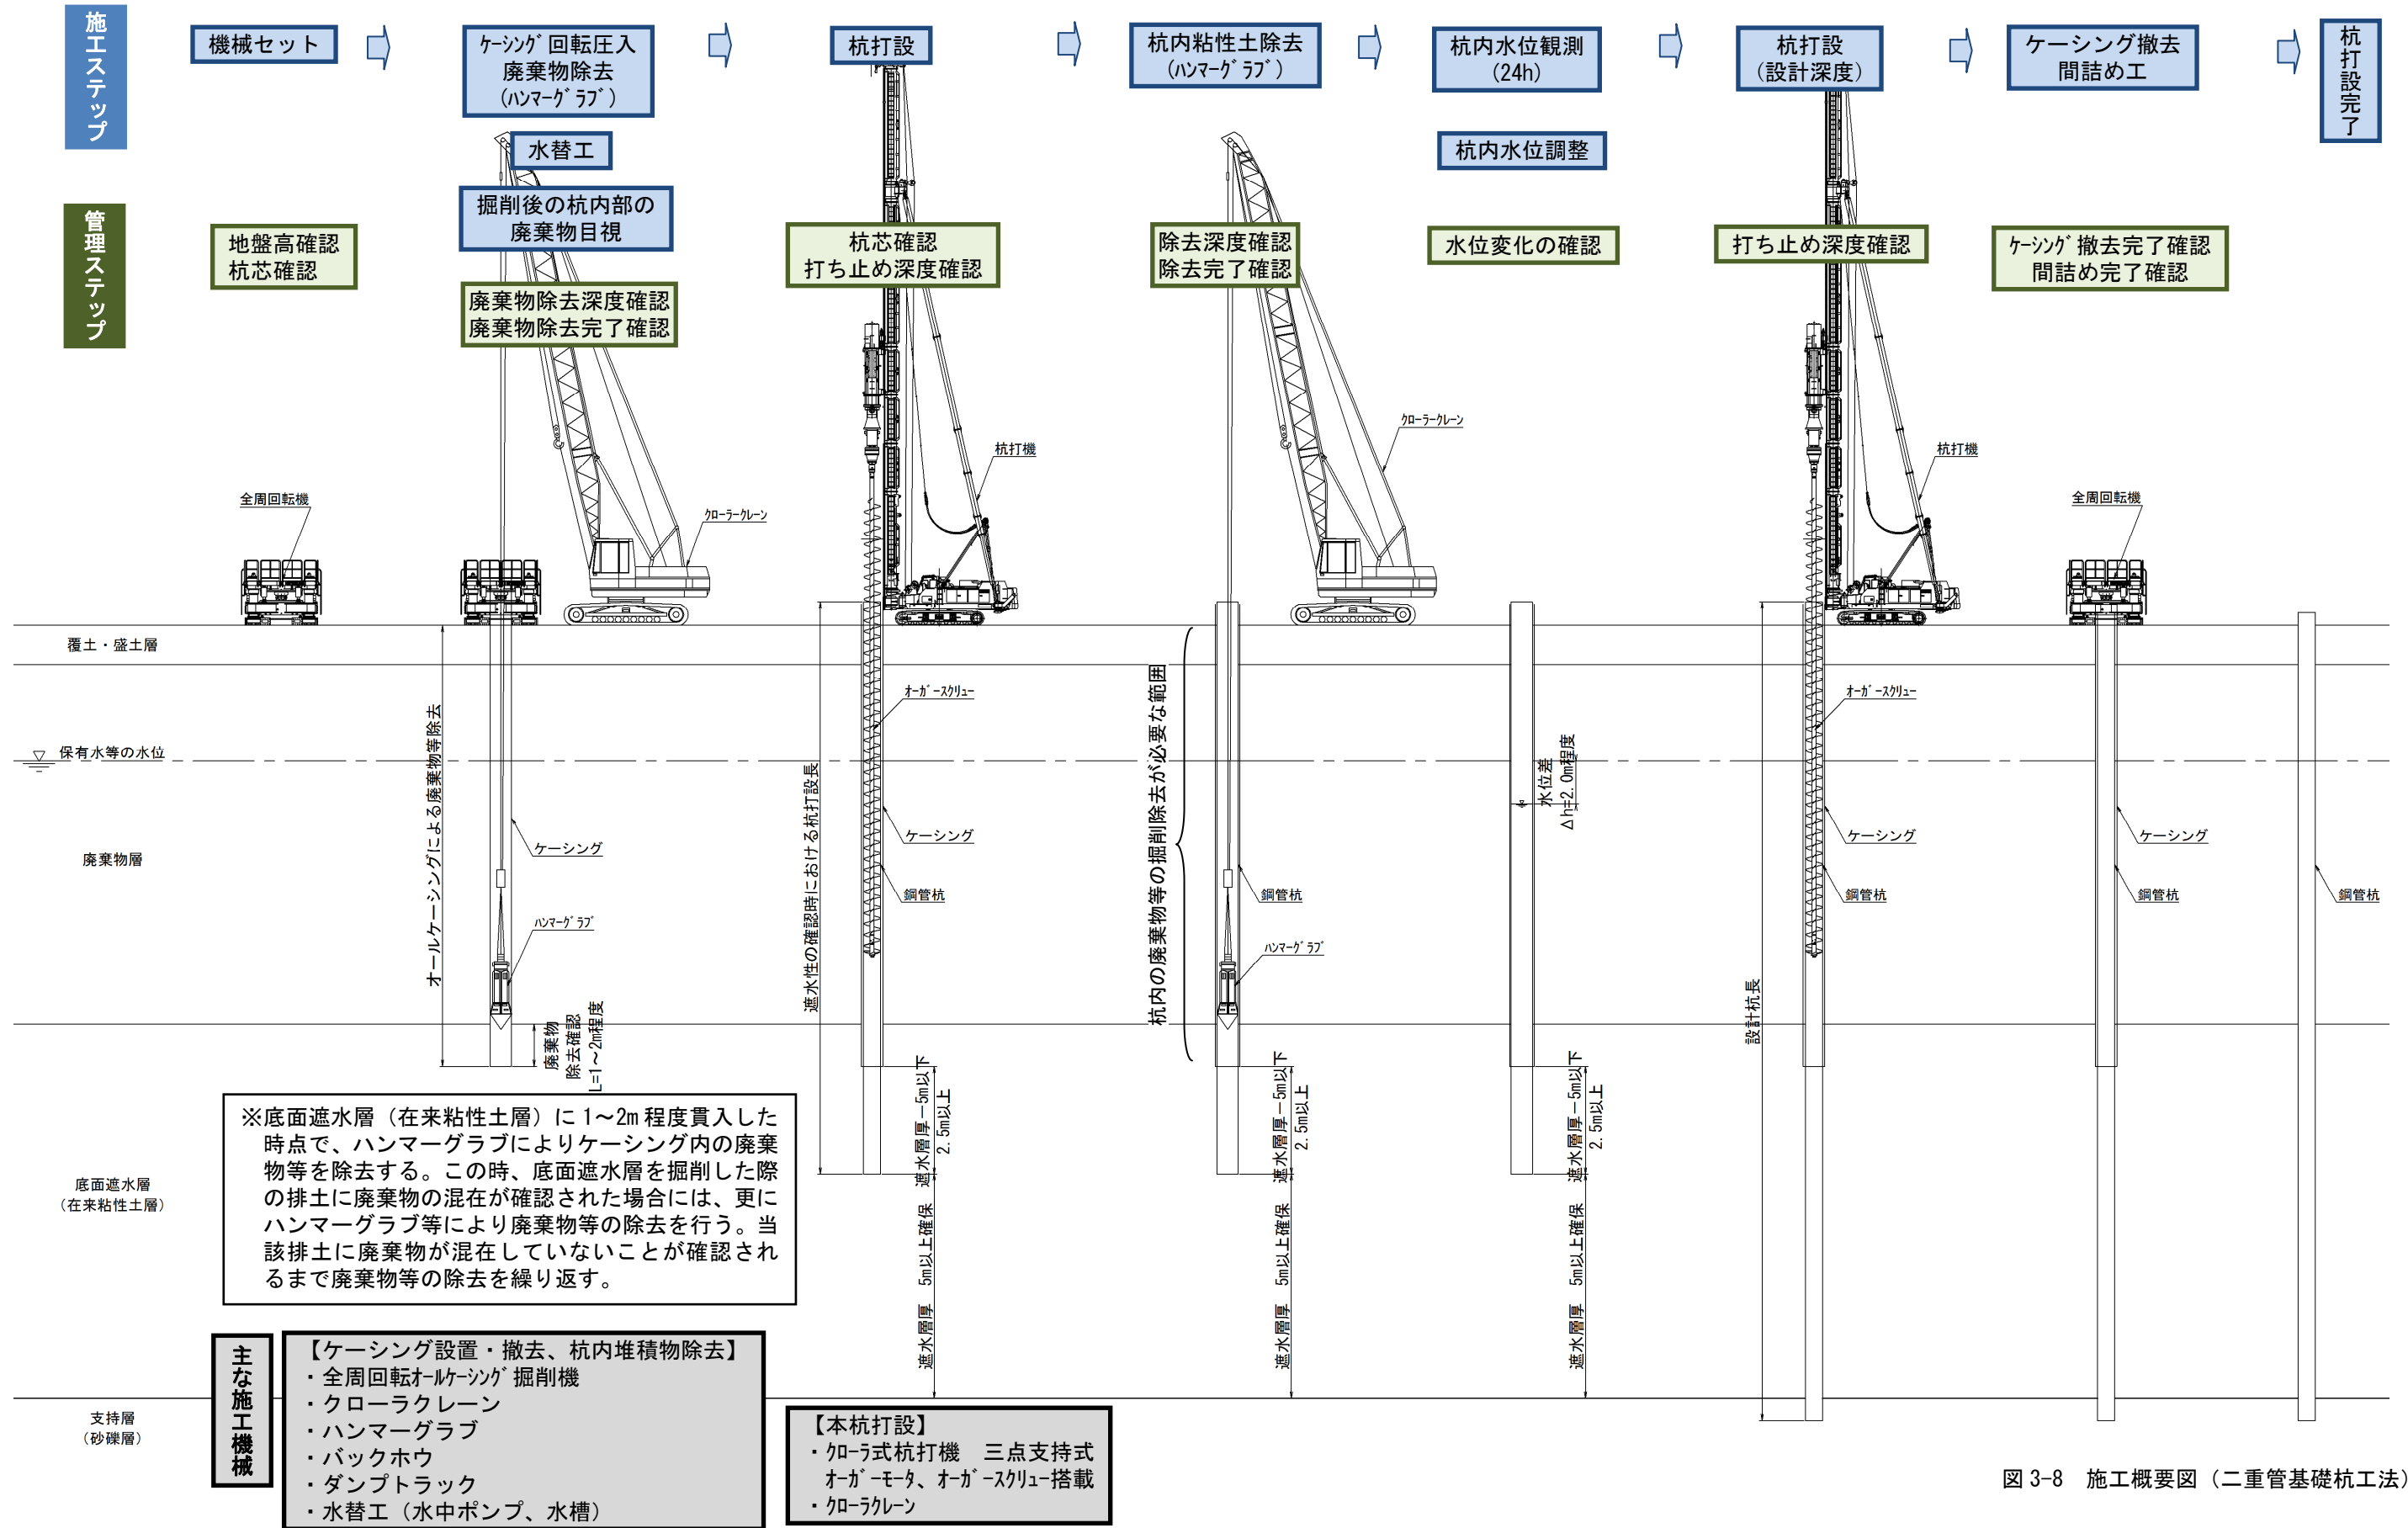 施工ステップ
機械セット
ｹｰｼﾝｸﾞ回転圧入
廃棄物除去
(ﾊﾝﾏｰｸﾞﾗﾌﾞ)
水替工
掘削後の杭内部の
廃棄物目視
杭打設
杭内粘性土除去
(ﾊﾝﾏｰｸﾞﾗﾌﾞ)
杭内水位観測
(24h)
杭内水位調整
杭打設
(設計深度)
ケーシング撤去
間詰め工
杭打設完了
管理ステップ
地盤高確認
杭芯確認
廃棄物除去深度確認
廃棄物除去完了確認
杭芯確認
打ち止め深度確認
除去深度確認
除去完了確認
水位変化の確認
打ち止め深度確認
ｹｰｼﾝｸﾞ撤去完了確認
間詰め完了確認
全周回転機
ｸﾛｰﾗｰｸﾚｰﾝ
杭打機
ｸﾛｰﾗｰｸﾚｰﾝ
杭打機
全周回転機
覆土・盛土層
保有水等の水位
廃棄物層
底面遮水層
（在来粘性土層）
支持層
（砂礫層）
オールケーシングによる廃棄物等除去
ケーシング
ﾊﾝﾏｰｸﾞﾗﾌﾞ
廃棄物
除去確認
L=1～2m程度
遮水性の確認時における杭打設長
ｵｰｶﾞｰｽｸﾘｭｰ
ケーシング
鋼管杭
遮水層厚－5m以下
2.5m以上
遮水層厚　5m以上確保
杭内の廃棄物等の掘削除去が必要な範囲
鋼管杭
ﾊﾝﾏｰｸﾞﾗﾌﾞ
遮水層厚－5m以下
2.5m以上
遮水層厚　5m以上確保
水位差
Δh=2.0m程度
遮水層厚－5m以下
2.5m以上
遮水層厚　5m以上確保
設計杭長
ｵｰｶﾞｰｽｸﾘｭｰ
ケーシング
鋼管杭
ケーシング
鋼管杭
鋼管杭
※底面遮水層（在来粘性土層）に 1～2m 程度貫入した
時点で、ハンマーグラブによりケーシング内の廃棄
物等を除去する。この時、底面遮水層を掘削した際
の排土に廃棄物の混在が確認された場合には、更に
ハンマーグラブ等により廃棄物等の除去を行う。当
該排土に廃棄物が混在していないことが確認され
るまで廃棄物等の除去を繰り返す。
主な施工機械
【ケーシング設置・撤去、杭内堆積物除去】
・全周回転ｵｰﾙｹｰｼﾝｸﾞ掘削機
・クローラクレーン
・ハンマーグラブ
・バックホウ
・ダンプトラック
・水替工（水中ポンプ、水槽）
【本杭打設】
・ｸﾛｰﾗ式杭打機　三点支持式
ｵｰｶﾞｰﾓｰﾀ、ｵｰｶﾞｰｽｸﾘｭｰ搭載
・ｸﾛｰﾗｸﾚｰﾝ
図 3-8　施工概要図（二重管基礎杭工法）